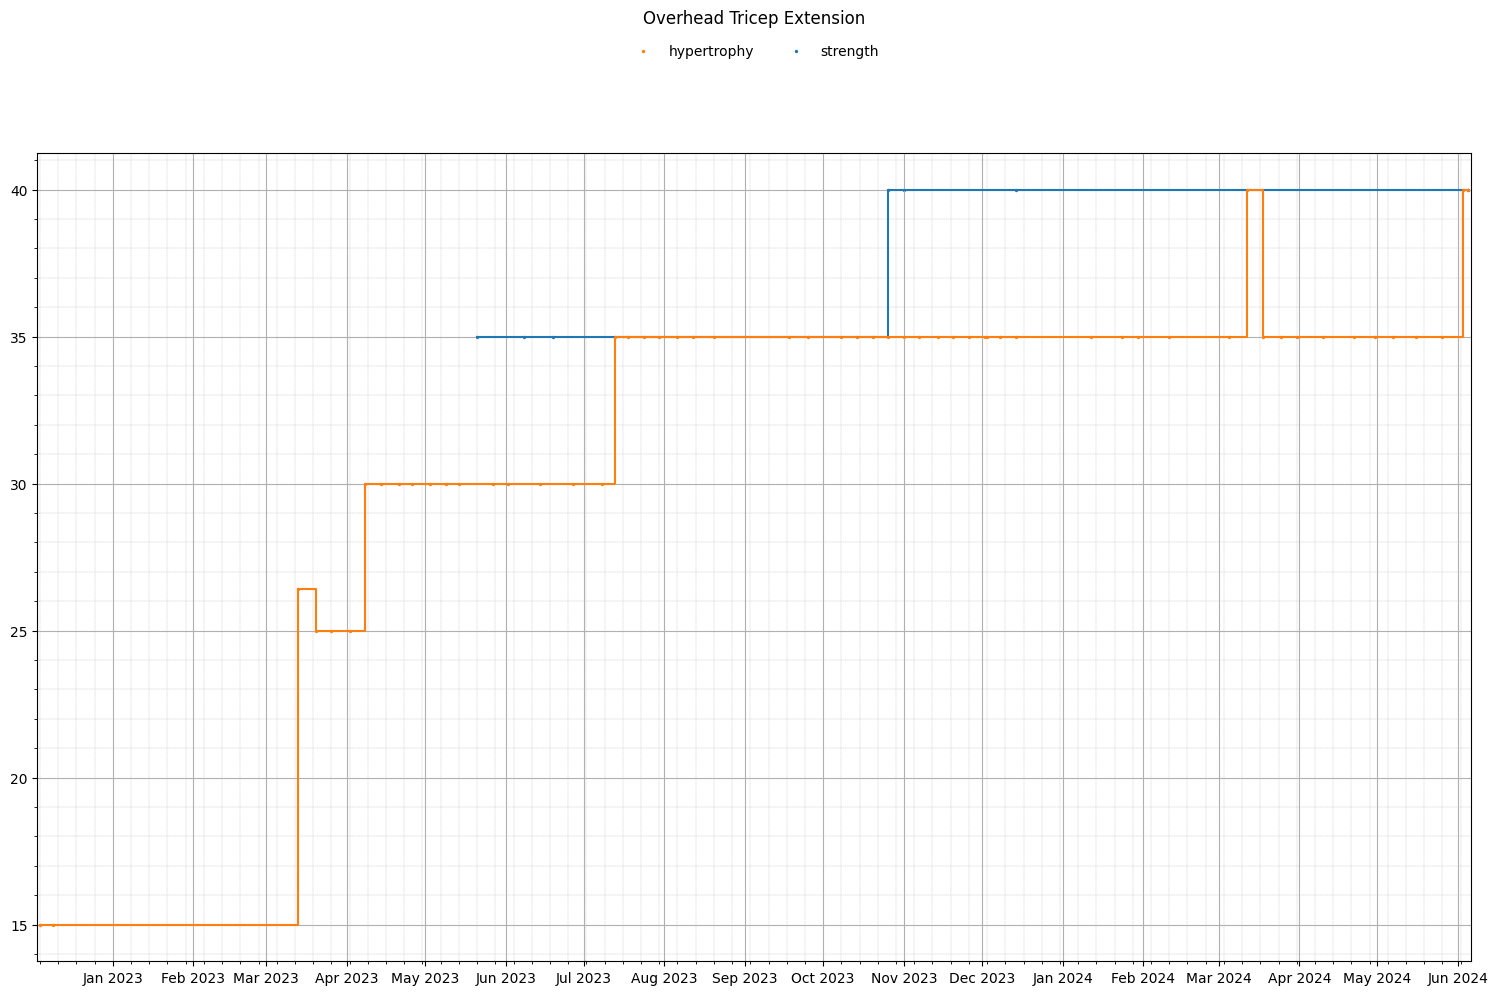 Overhead Tricep Extension
hypertrophy strength
40
35
30
25
20
15
Jan 2023 Feb 2023 Mar 2023 Apr 2023 May 2023 Jun 2023 Jul 2023 Aug 2023 Sep 2023 Oct 2023 Nov 2023 Dec 2023 Jan 2024 Feb 2024 Mar 2024 Apr 2024 May 2024 Jun 2024